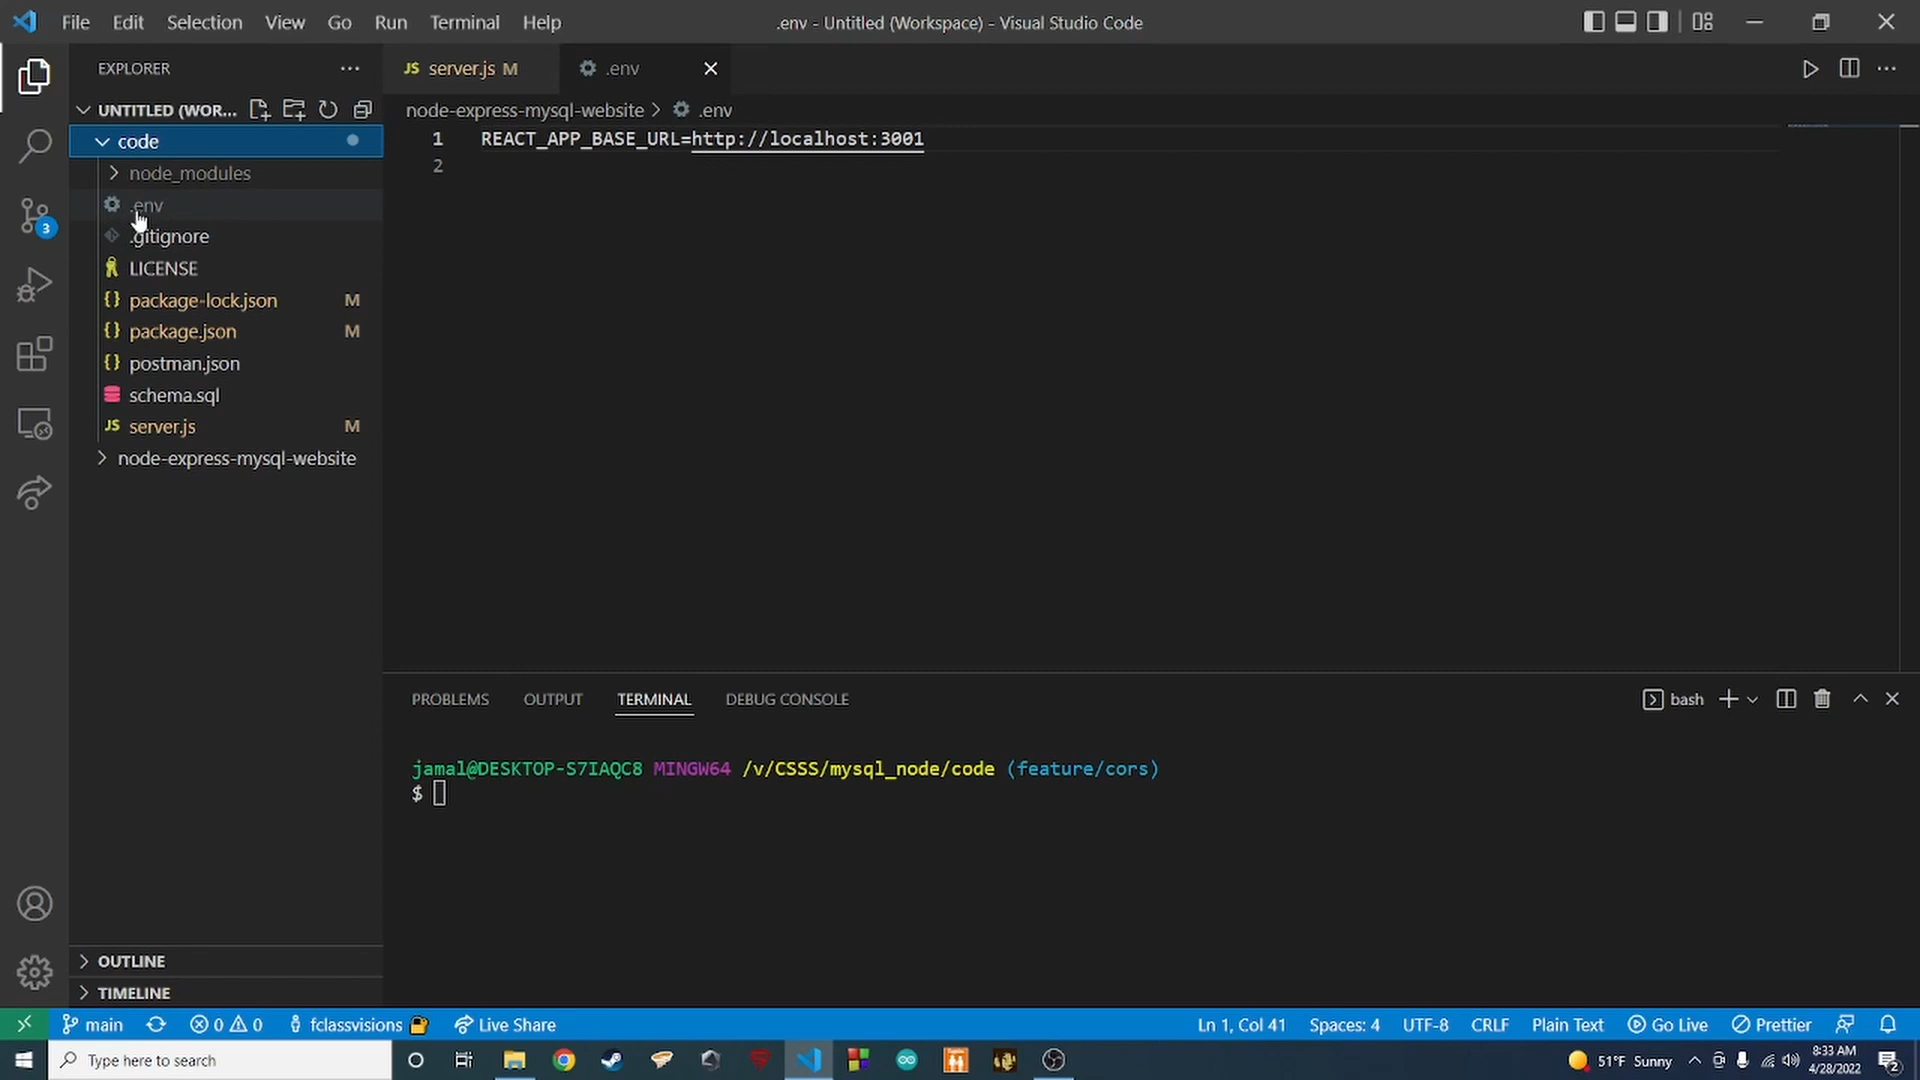 File Edit Selection View Go Run Terminal Help
.env - Untitled (Workspace) - Visual Studio Code
EXPLORER
UNTITLED (WOR...
code
node_modules
.env
.gitignore
LICENSE
package-lock.json M
package.json M
postman.json
schema.sql
JS server.js M
node-express-mysql-website
OUTLINE
TIMELINE
3
JS server.js M
.env
node-express-mysql-website > .env
1 REACT_APP_BASE_URL=http://localhost:3001
2
PROBLEMS OUTPUT TERMINAL DEBUG CONSOLE
bash
jamal@DESKTOP-S7IAQC8 MINGW64 /v/CSSS/mysql_node/code (feature/cors)
$
main 0 0 fclassvisions Live Share
Ln 1, Col 41 Spaces: 4 UTF-8 CRLF Plain Text Go Live Prettier
Type here to search
51°F Sunny
8:33 AM
4/28/2022
2